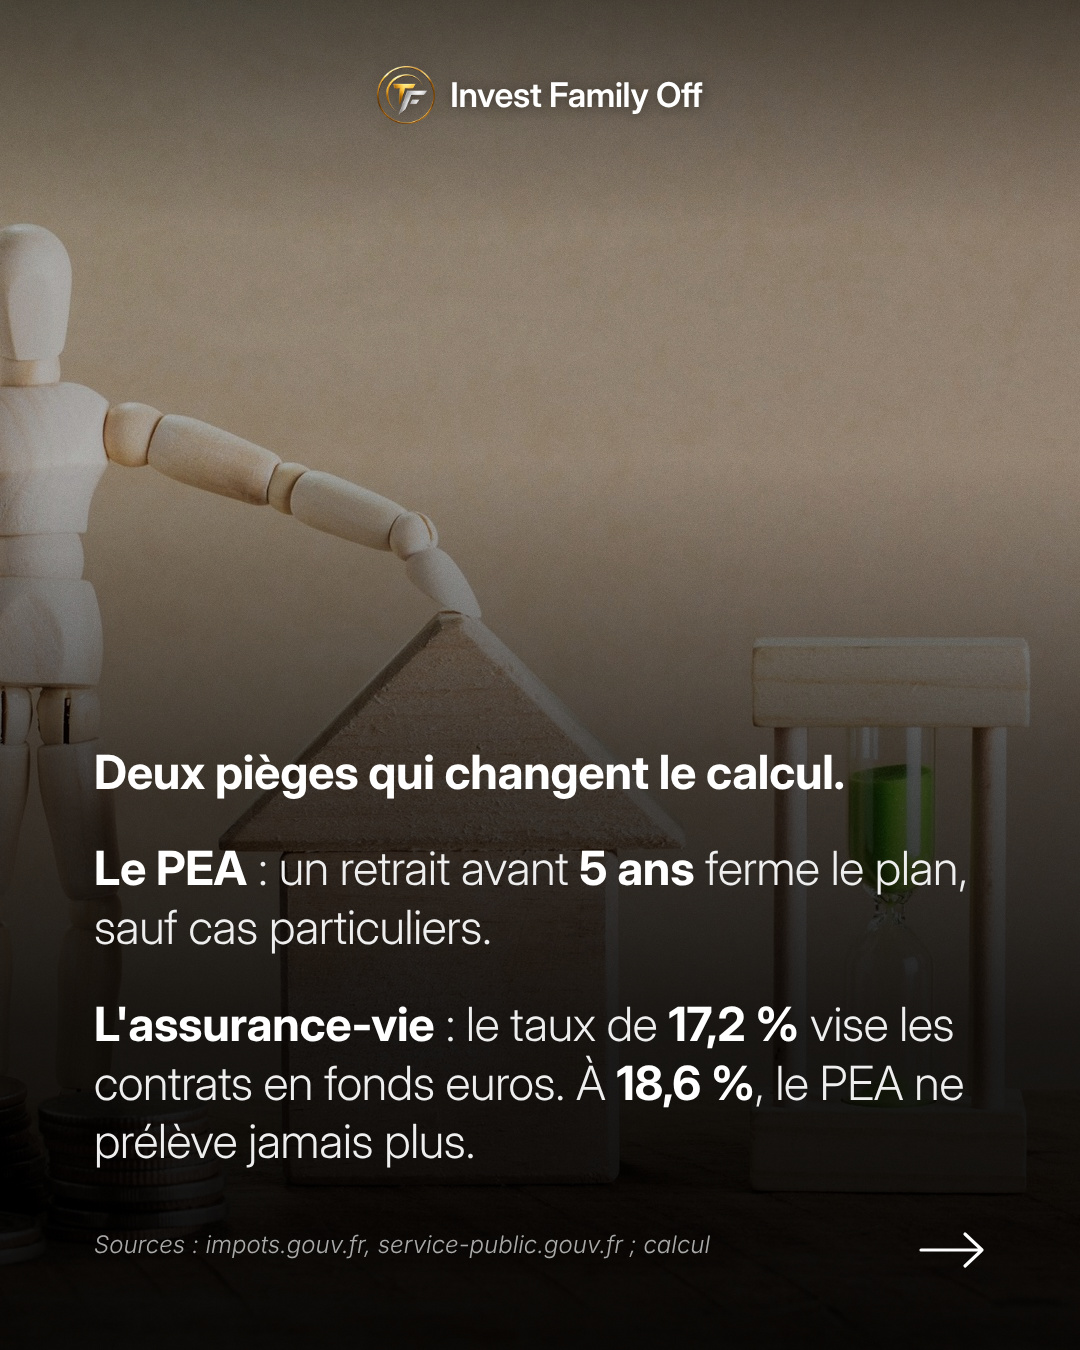 Invest Family Off
Deux pièges qui changent le calcul.
Le PEA : un retrait avant 5 ans ferme le plan,
sauf cas particuliers.
L'assurance-vie : le taux de 17,2 % vise les
contrats en fonds euros. À 18,6 %, le PEA ne
prélève jamais plus.
Sources : impots.gouv.fr, service-public.gouv.fr ; calcul